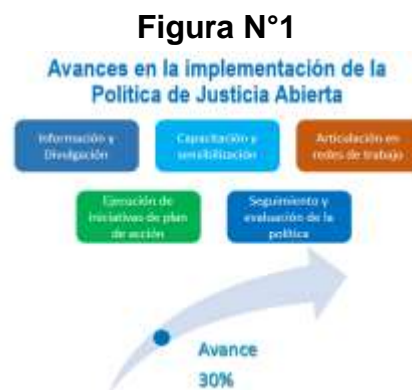 Figura N°1
Avances en la implementación de la
Política de Justicia Abierta
Información y
Divulgación
Capacitación y
sensibilización
Articulación en
redes de trabajo
Ejecución de
iniciativas de plan
de acción
Seguimiento y
evaluación de la
política
Avance
30%